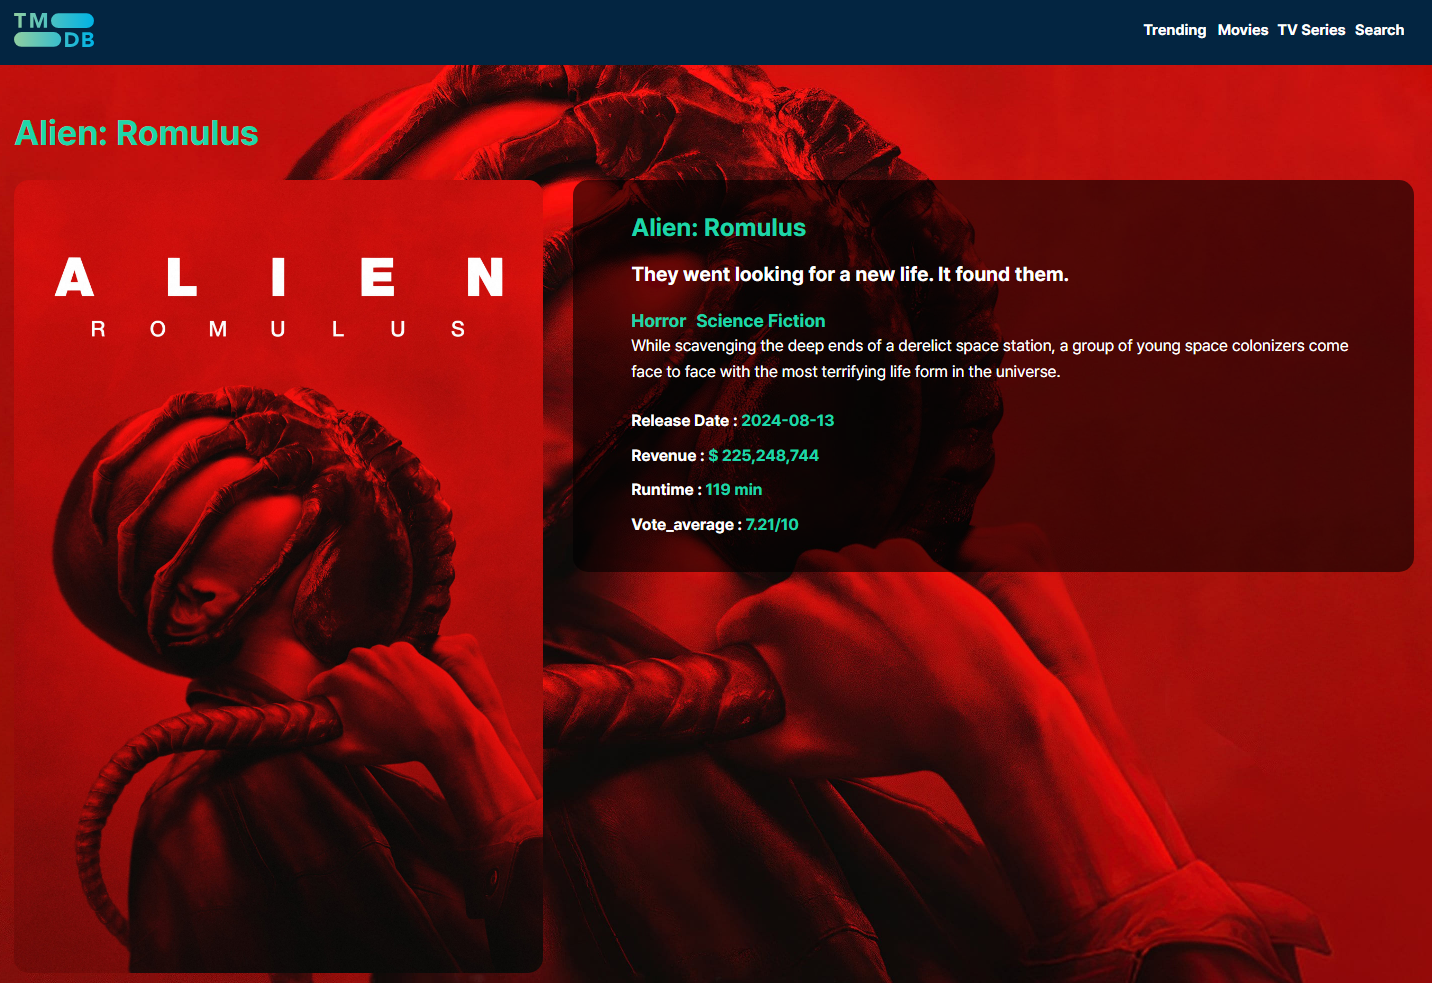 TM
DB
Trending Movies TV Series Search
Alien: Romulus
ALIEN
ROMULUS
Alien: Romulus
They went looking for a new life. It found them.
Horror Science Fiction
While scavenging the deep ends of a derelict space station, a group of young space colonizers come
face to face with the most terrifying life form in the universe.
Release Date : 2024-08-13
Revenue : $ 225,248,744
Runtime : 119 min
Vote_average : 7.21/10